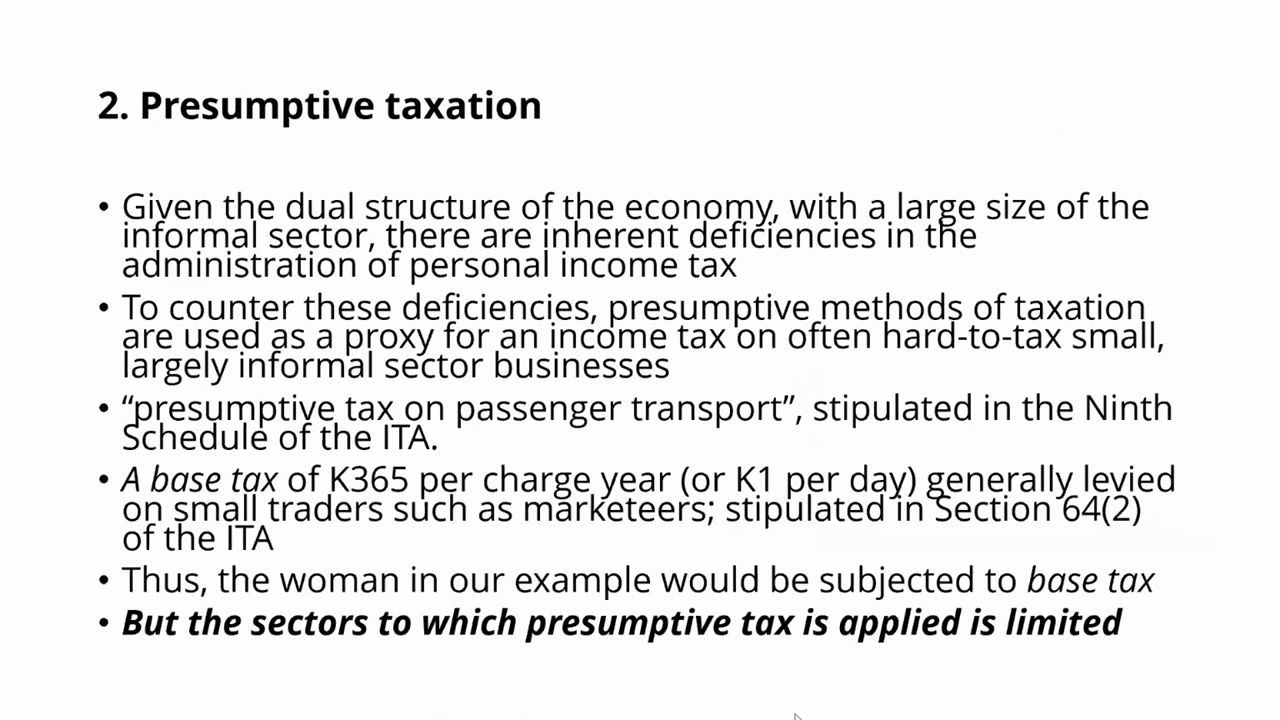 2. Presumptive taxation
• Given the dual structure of the economy, with a large size of the
informal sector, there are inherent deficiencies in the
administration of personal income tax
• To counter these deficiencies, presumptive methods of taxation
are used as a proxy for an income tax on often hard-to-tax small,
largely informal sector businesses
• “presumptive tax on passenger transport”, stipulated in the Ninth
Schedule of the ITA.
• A base tax of K365 per charge year (or K1 per day) generally levied
on small traders such as marketeers; stipulated in Section 64(2)
of the ITA
• Thus, the woman in our example would be subjected to base tax
• But the sectors to which presumptive tax is applied is limited